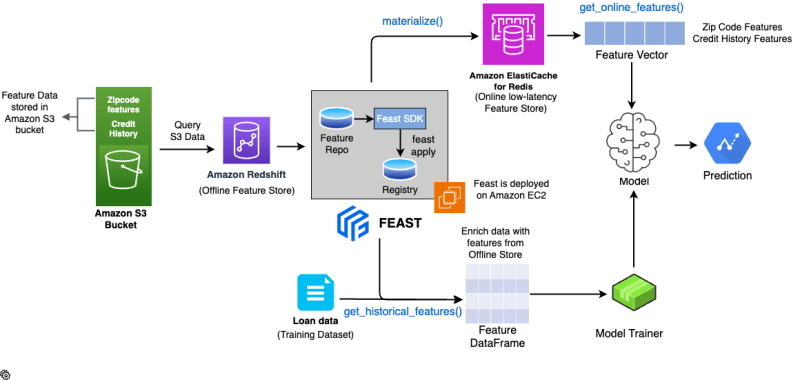 materialize()
get_online_features()
Zip Code Features
Credit History Features
Feature Vector
Amazon ElastiCache
for Redis
(Online low-latency
Feature Store)
Feature Data
stored in
Amazon S3
bucket
Zipcode
features
Credit
History
Amazon S3
Bucket
Query
S3 Data
Amazon Redshift
(Offline Feature Store)
Feature
Repo
Feast SDK
feast
apply
Registry
Feast is deployed
on Amazon EC2
FEAST
Model
Prediction
Enrich data with
features from
Offline Store
Loan data
(Training Dataset)
get_historical_features()
Feature
DataFrame
Model Trainer